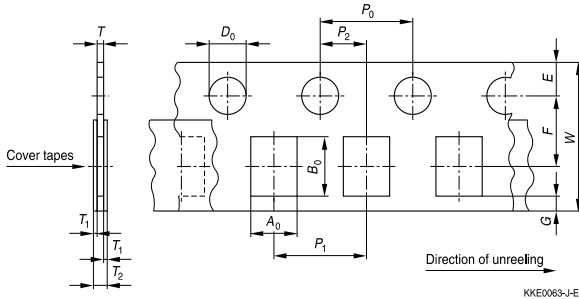 P0
T
D0
P2
E
F
W
Cover tapes
B0
T1
A0
G
T1
P1
T2
Direction of unreeling
KKE0063-J-E